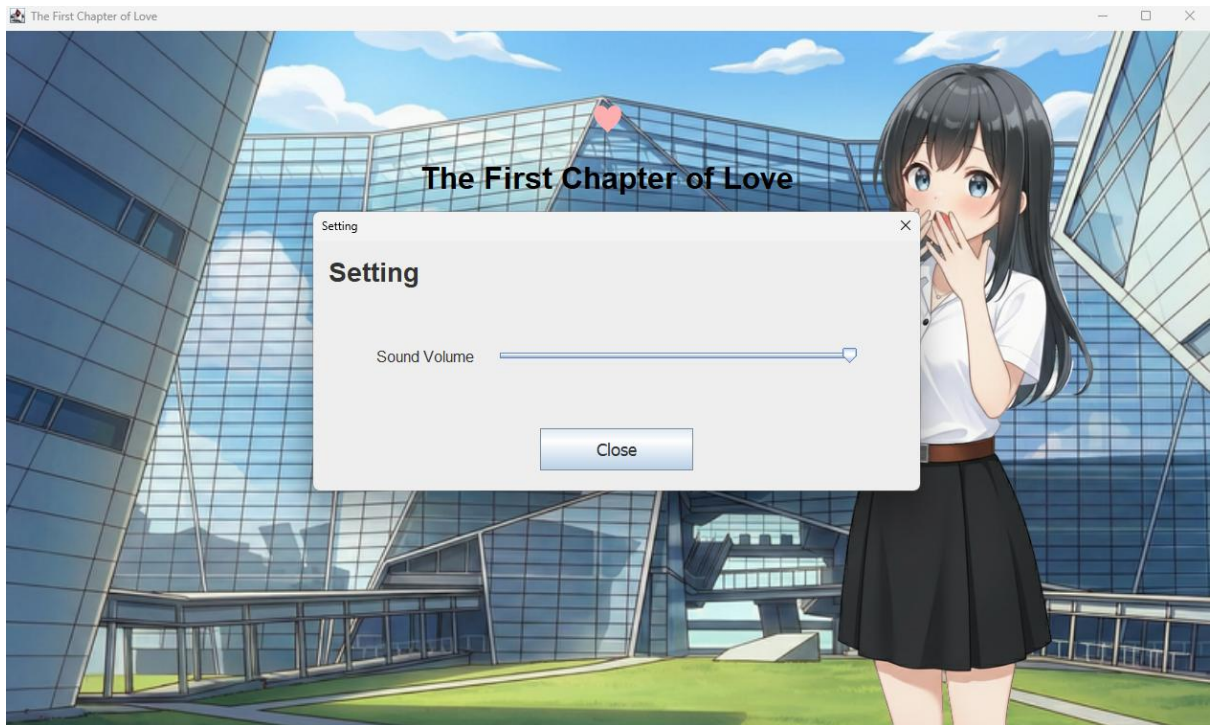 The First Chapter of Love
The First Chapter of Love
Setting
Setting
Sound Volume
Close